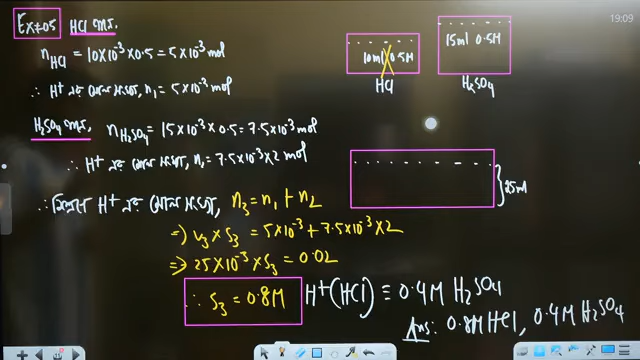 Ex-05 HCl এর
n HCl = 10×10⁻³×0.5 = 5×10⁻³ mol
∴ H⁺ এর মোল সংখ্যা, n₁ = 5×10⁻³ mol
H₂SO₄ এর n H₂SO₄ = 15×10⁻³×0.5 = 7.5×10⁻³ mol
∴ H⁺ এর মোল সংখ্যা, n₂ = 7.5×10⁻³×2 mol
∴ মিশ্রণে H⁺ এর মোল সংখ্যা, n₃ = n₁ + n₂
⇒ V₃×S₃ = 5×10⁻³ + 7.5×10⁻³×2
⇒ 25×10⁻³×S₃ = 0.02
∴ S₃ = 0.8M H⁺(HCl) ≡ 0.4M H₂SO₄
Ans: 0.8M HCl, 0.4M H₂SO₄
10ml 0.5M
HCl
15ml 0.5M
H₂SO₄
25ml
19:09